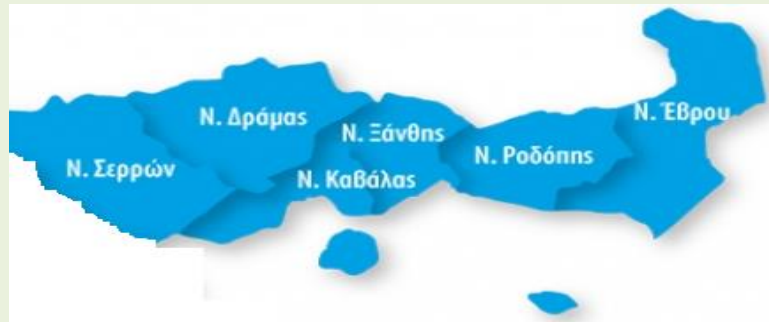 Ν. Δράμας
Ν. Ξάνθης
Ν. Έβρου
Ν. Σερρών
Ν. Καβάλας
Ν. Ροδόπης